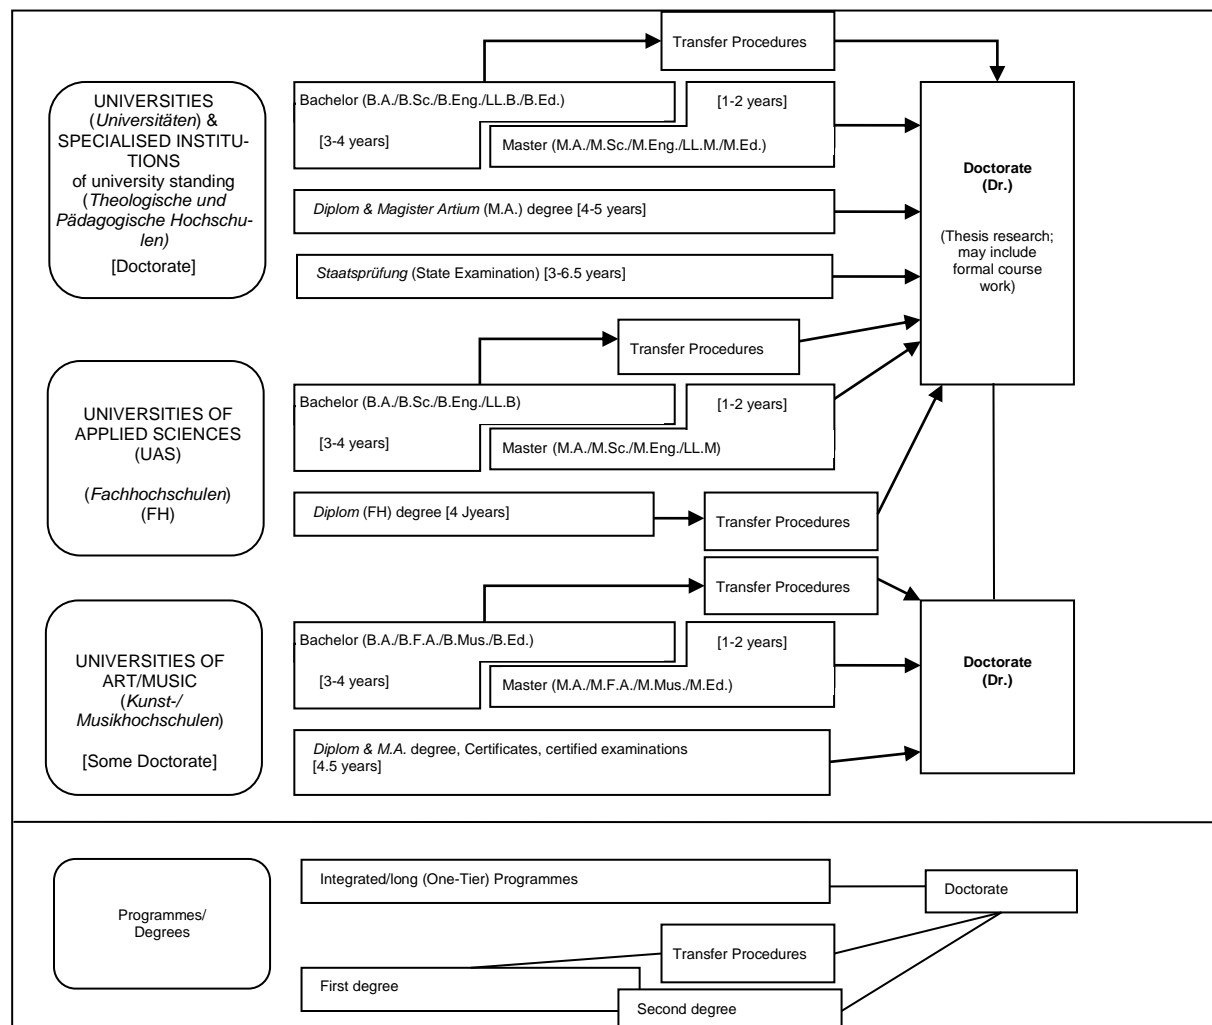 Transfer Procedures
UNIVERSITIES
(Universitäten) &
SPECIALISED INSTITU-
TIONS
of university standing
(Theologische und
Pädagogische Hochschu-
len)
[Doctorate]
Bachelor (B.A./B.Sc./B.Eng./LL.B./B.Ed.)
[3-4 years]
[1-2 years]
Master (M.A./M.Sc./M.Eng./LL.M./M.Ed.)
Diplom & Magister Artium (M.A.) degree [4-5 years]
Staatsprüfung (State Examination) [3-6.5 years]
Doctorate
(Dr.)
(Thesis research;
may include
formal course
work)
Transfer Procedures
UNIVERSITIES OF
APPLIED SCIENCES
(UAS)
(Fachhochschulen)
(FH)
Bachelor (B.A./B.Sc./B.Eng./LL.B)
[3-4 years]
[1-2 years]
Master (M.A./M.Sc./M.Eng./LL.M)
Diplom (FH) degree [4 Jyears]
Transfer Procedures
Transfer Procedures
UNIVERSITIES OF
ART/MUSIC
(Kunst-/
Musikhochschulen)
[Some Doctorate]
Bachelor (B.A./B.F.A./B.Mus./B.Ed.)
[3-4 years]
[1-2 years]
Master (M.A./M.F.A./M.Mus./M.Ed.)
Diplom & M.A. degree, Certificates, certified examinations
[4.5 years]
Doctorate
(Dr.)
Programmes/
Degrees
Integrated/long (One-Tier) Programmes
Doctorate
Transfer Procedures
First degree
Second degree